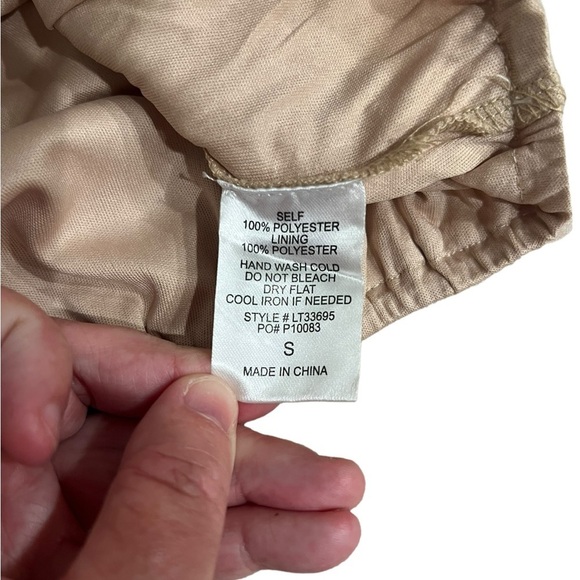 SELF
100% POLYESTER
LINING
100% POLYESTER
HAND WASH COLD
DO NOT BLEACH
DRY FLAT
COOL IRON IF NEEDED
STYLE # LT33695
PO# P10083
S
MADE IN CHINA